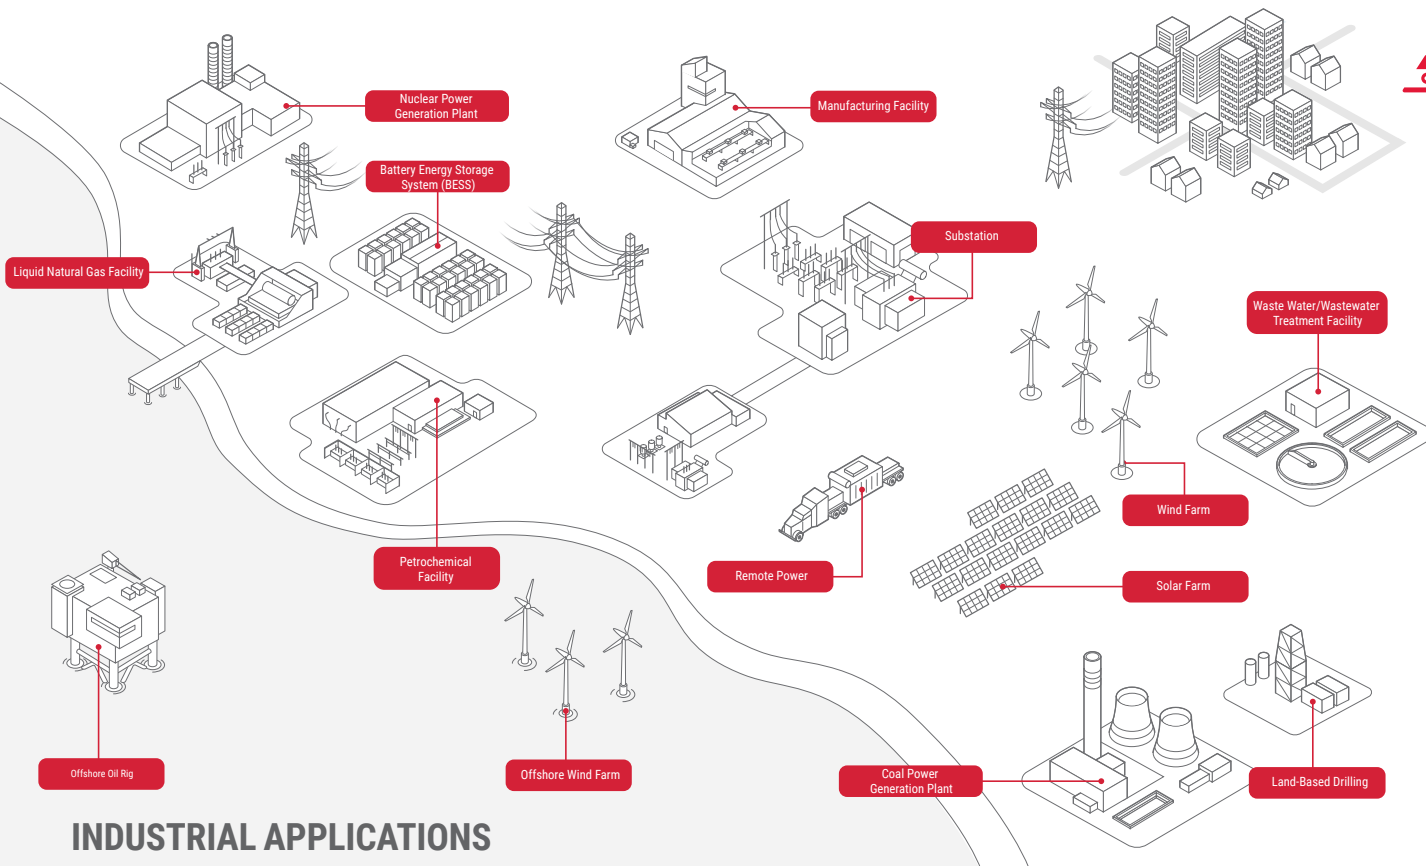 Nuclear Power
Generation Plant
Manufacturing Facility
Battery Energy Storage
System (BESS)
Substation
Liquid Natural Gas Facility
Waste Water/Wastewater
Treatment Facility
Wind Farm
Petrochemical
Facility
Remote Power
Solar Farm
Offshore Oil Rig
Offshore Wind Farm
Coal Power
Generation Plant
Land-Based Drilling
INDUSTRIAL APPLICATIONS